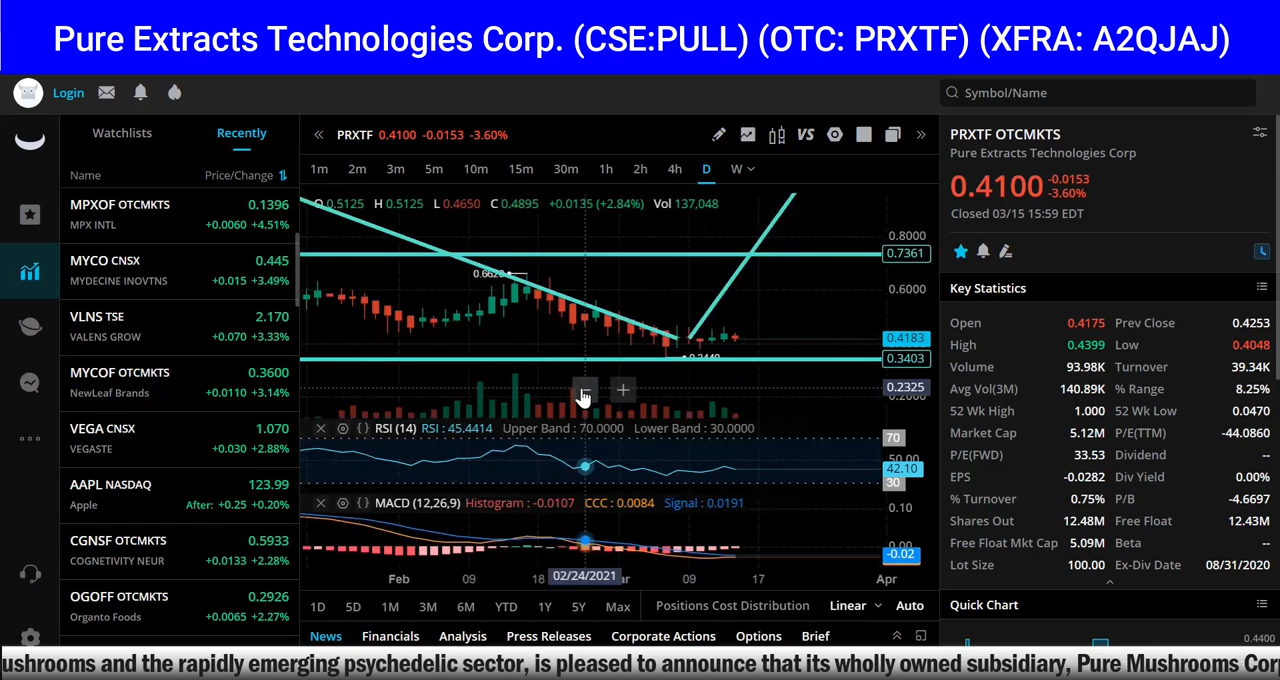 Pure Extracts Technologies Corp. (CSE:PULL) (OTC: PRXTF) (XFRA: A2QJAJ)
Login
Symbol/Name
Watchlists Recently
Name Price/Change
MPXOF OTCMKTS 0.1396
MPX INTL +0.0060 +4.51%
MYCO CNSX 0.445
MYDECINE INOVTNS +0.015 +3.49%
VLNS TSE 2.170
VALENS GROW +0.070 +3.33%
MYCOF OTCMKTS 0.3600
NewLeaf Brands +0.0110 +3.14%
VEGA CNSX 1.070
VEGASTE +0.030 +2.88%
AAPL NASDAQ 123.99
Apple After: +0.25 +0.20%
CGNSF OTCMKTS 0.5933
COGNETIVITY NEUR +0.0133 +2.28%
OGOFF OTCMKTS 0.2926
Organto Foods +0.0065 +2.27%
PRXTF 0.4100 -0.0153 -3.60%
VS
1m 2m 3m 5m 10m 15m 30m 1h 2h 4h D W
O 0.5125 H 0.5125 L 0.4650 C 0.4895 +0.0135 (+2.84%) Vol 137,048
0.8000
0.7361
0.6620
0.6000
0.4183
0.3403
0.2325
RSI (14) RSI : 45.4414 Upper Band : 70.0000 Lower Band : 30.0000
70
50.00
42.10
30
MACD (12,26,9) Histogram : -0.0107 CCC : 0.0084 Signal : 0.0191
0.10
0.00
-0.02
Feb 09 18 02/24/2021 09 17 Apr
1D 5D 1M 3M 6M YTD 1Y 5Y Max Positions Cost Distribution Linear Auto
News Financials Analysis Press Releases Corporate Actions Options Brief
PRXTF OTCMKTS
Pure Extracts Technologies Corp
0.4100 -0.0153
-3.60%
Closed 03/15 15:59 EDT
Key Statistics
Open 0.4175 Prev Close 0.4253
High 0.4399 Low 0.4048
Volume 93.98K Turnover 39.34K
Avg Vol(3M) 140.89K % Range 8.25%
52 Wk High 1.000 52 Wk Low 0.0470
Market Cap 5.12M P/E(TTM) -44.0860
P/E(FWD) 33.53 Dividend --
EPS -0.0282 Div Yield 0.00%
% Turnover 0.75% P/B -4.6697
Shares Out 12.48M Free Float 12.43M
Free Float Mkt Cap 5.09M Beta --
Lot Size 100.00 Ex-Div Date 08/31/2020
Quick Chart
0.4400
ushrooms and the rapidly emerging psychedelic sector, is pleased to announce that its wholly owned subsidiary, Pure Mushrooms Corp